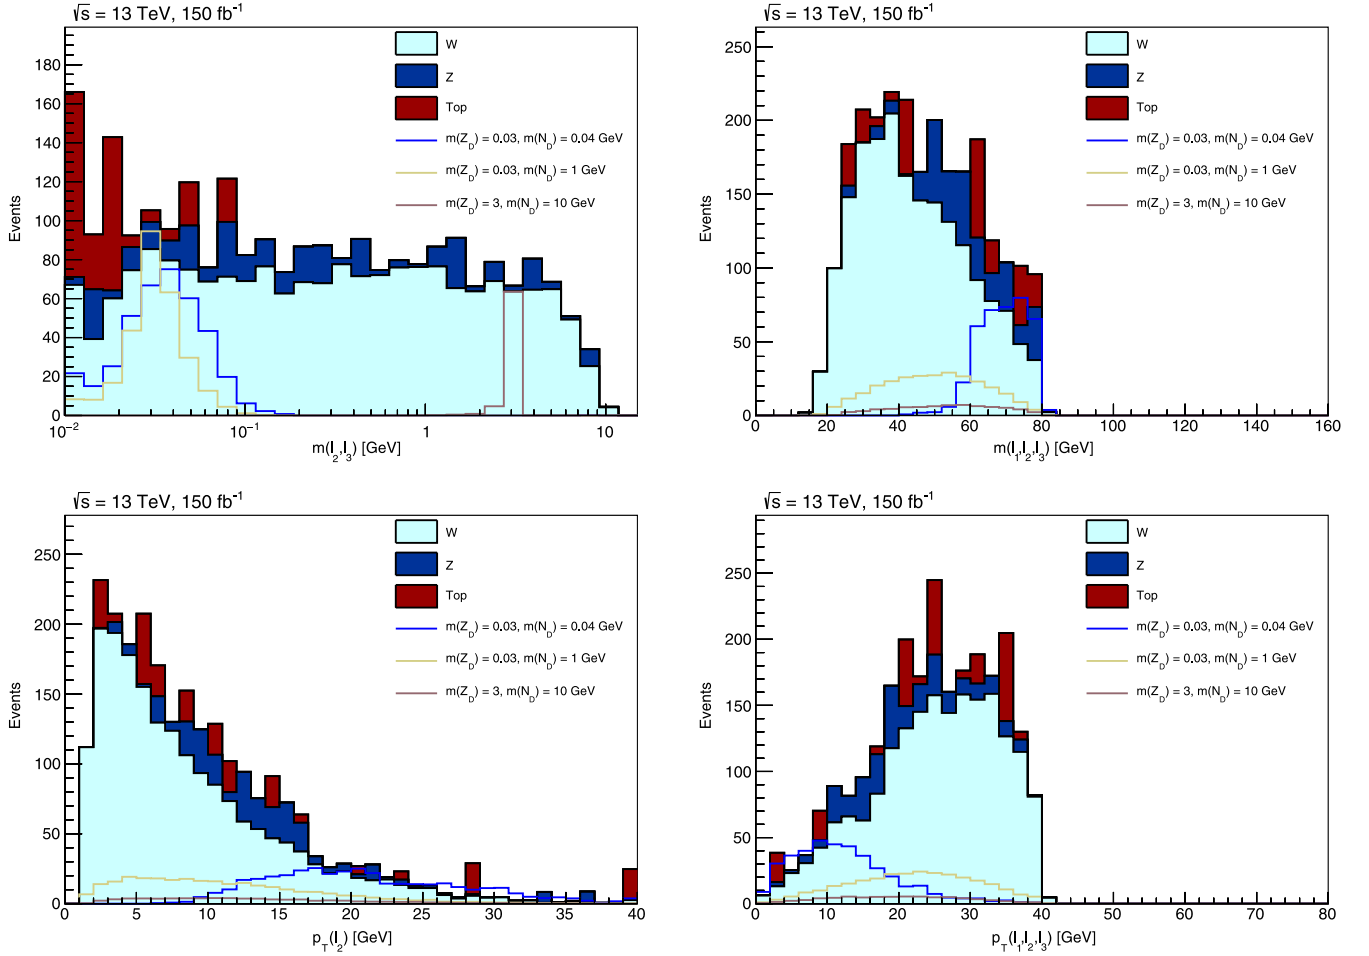 √s = 13 TeV, 150 fb⁻¹
W
Z
Top
m(Z_D) = 0.03, m(N_D) = 0.04 GeV
m(Z_D) = 0.03, m(N_D) = 1 GeV
m(Z_D) = 3, m(N_D) = 10 GeV
Events
180
160
140
120
100
80
60
40
20
0
10⁻² 10⁻¹ 1 10
m(l₂,l₃) [GeV]
√s = 13 TeV, 150 fb⁻¹
W
Z
Top
m(Z_D) = 0.03, m(N_D) = 0.04 GeV
m(Z_D) = 0.03, m(N_D) = 1 GeV
m(Z_D) = 3, m(N_D) = 10 GeV
Events
250
200
150
100
50
0
0 20 40 60 80 100 120 140 160
m(l₁,l₂,l₃) [GeV]
√s = 13 TeV, 150 fb⁻¹
W
Z
Top
m(Z_D) = 0.03, m(N_D) = 0.04 GeV
m(Z_D) = 0.03, m(N_D) = 1 GeV
m(Z_D) = 3, m(N_D) = 10 GeV
Events
250
200
150
100
50
0
0 5 10 15 20 25 30 35 40
p_T(l₂) [GeV]
√s = 13 TeV, 150 fb⁻¹
W
Z
Top
m(Z_D) = 0.03, m(N_D) = 0.04 GeV
m(Z_D) = 0.03, m(N_D) = 1 GeV
m(Z_D) = 3, m(N_D) = 10 GeV
Events
250
200
150
100
50
0
0 10 20 30 40 50 60 70 80
p_T(l₁,l₂,l₃) [GeV]